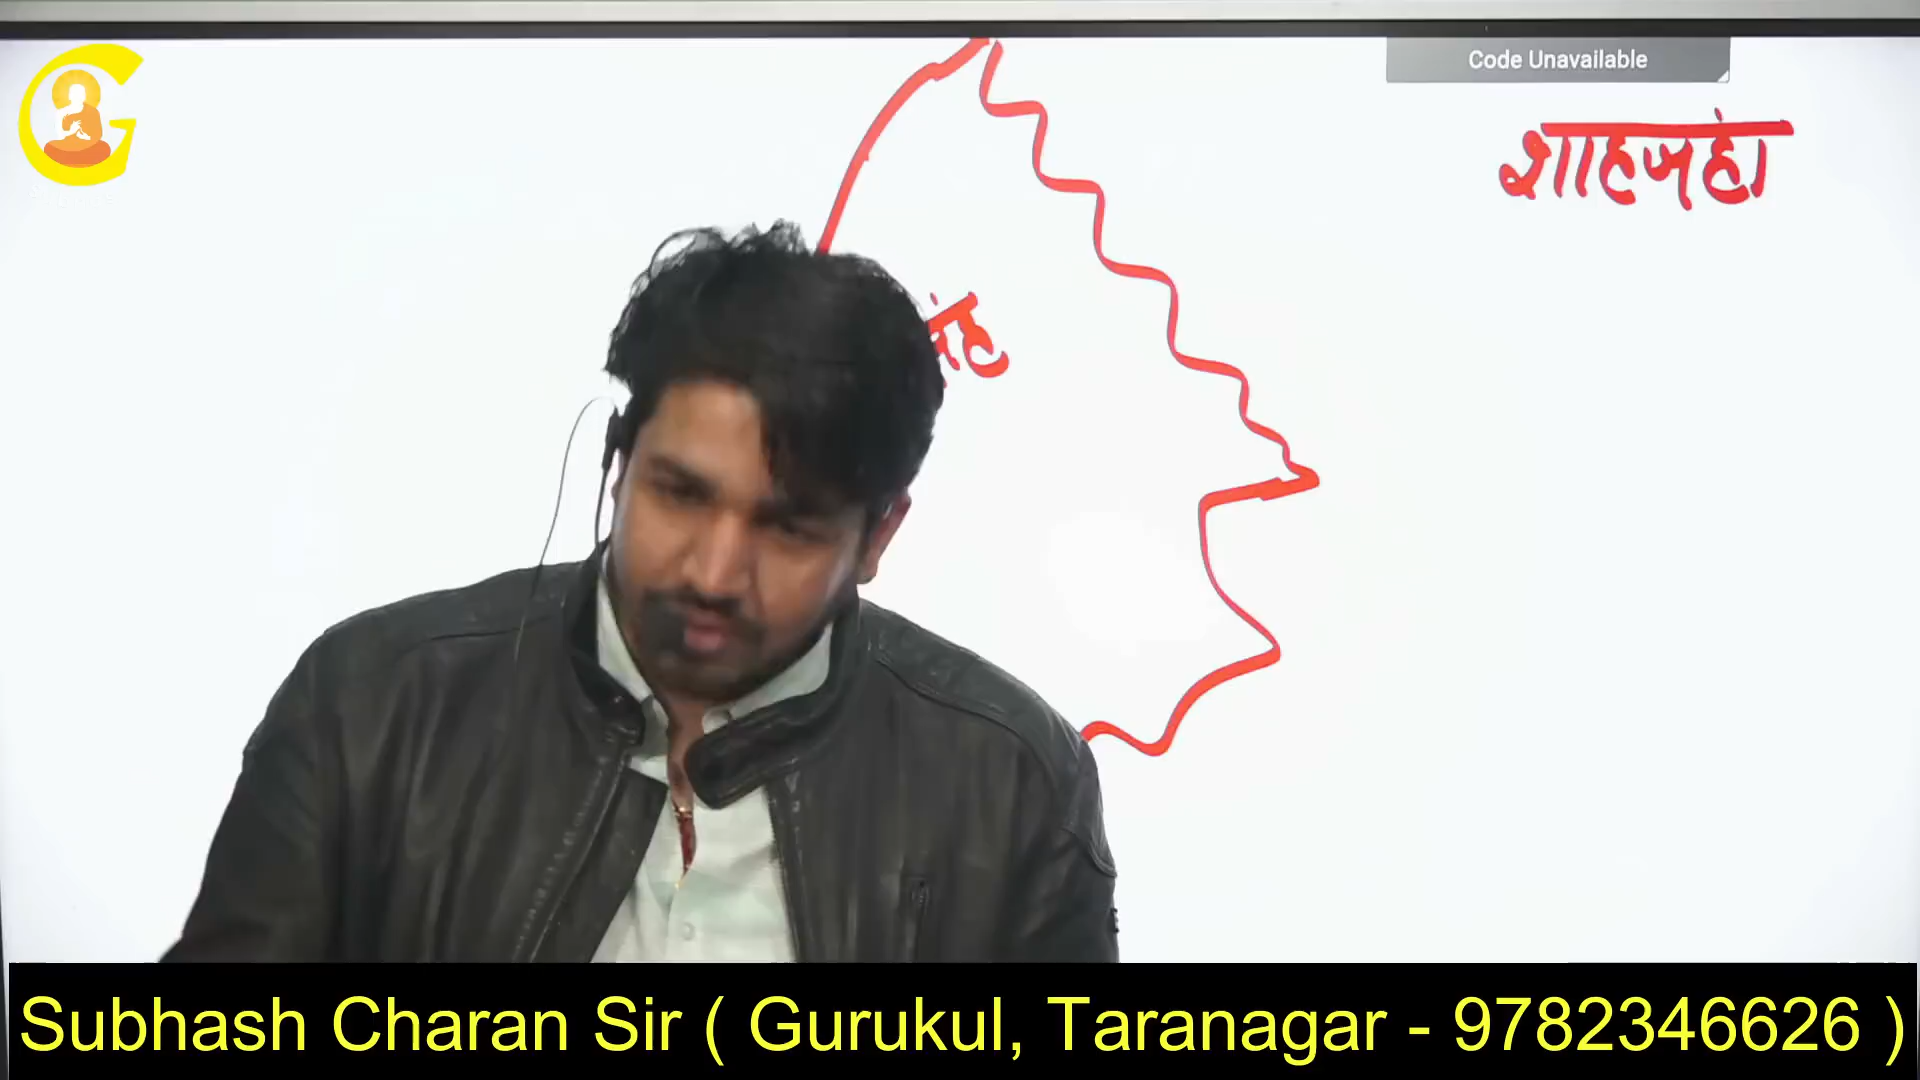 Code Unavailable
शाहजहां
Subhash Charan Sir ( Gurukul, Taranagar - 9782346626 )